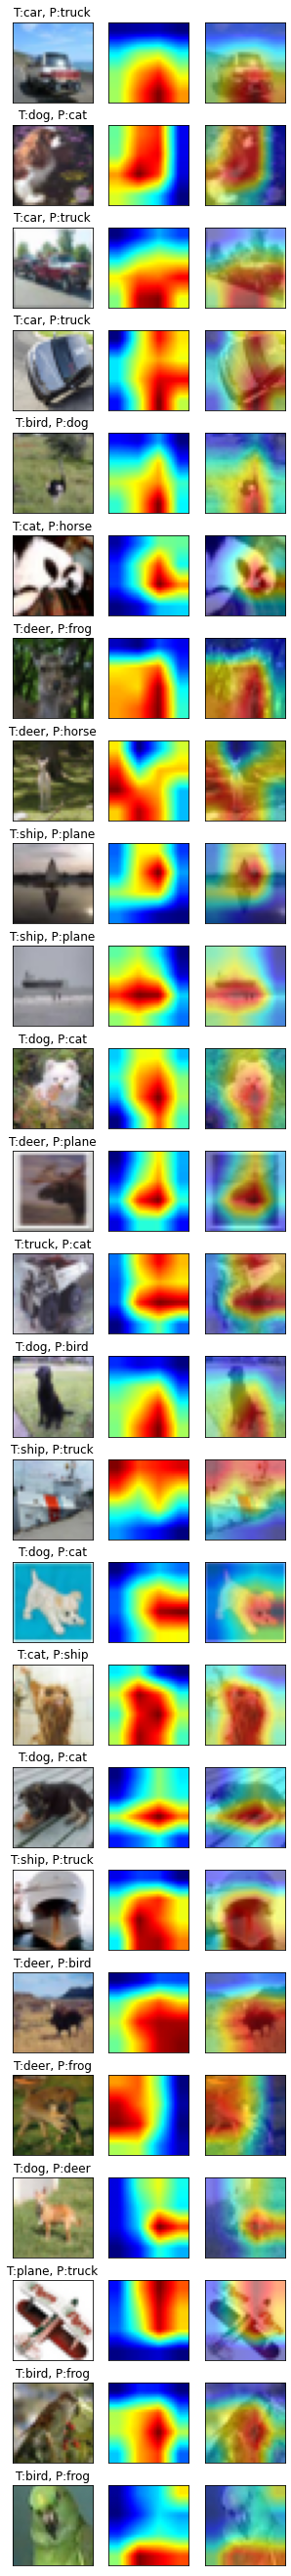 T:car, P:truck
T:dog, P:cat
T:car, P:truck
T:car, P:truck
T:bird, P:dog
T:cat, P:horse
T:deer, P:frog
T:deer, P:horse
T:ship, P:plane
T:ship, P:plane
T:dog, P:cat
T:deer, P:plane
T:truck, P:cat
T:dog, P:bird
T:ship, P:truck
T:dog, P:cat
T:cat, P:ship
T:dog, P:cat
T:ship, P:truck
T:deer, P:bird
T:deer, P:frog
T:dog, P:deer
T:plane, P:truck
T:bird, P:frog
T:bird, P:frog